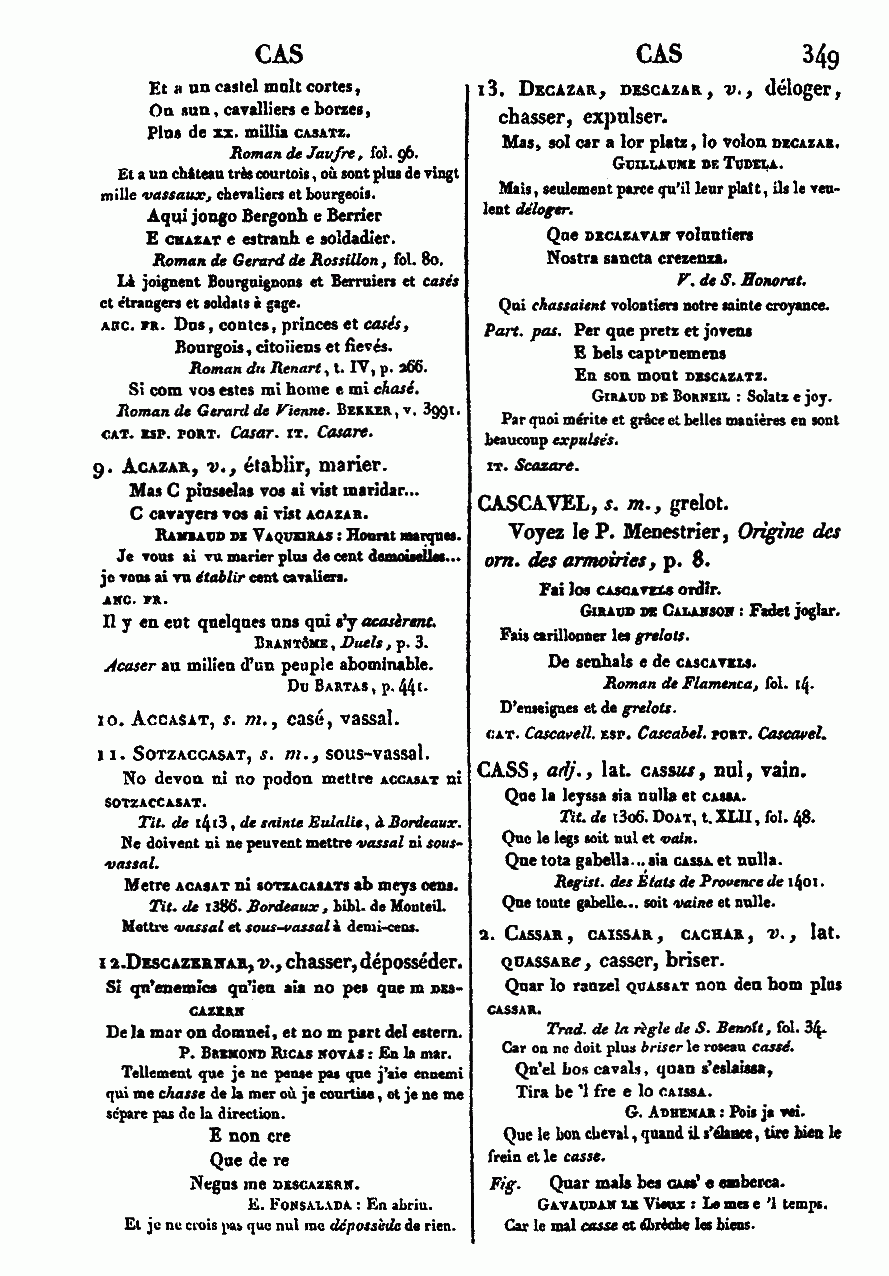 CAS
Et a un castel mult cortes,
On sun, cavalliers e borzes,
Plus de xx. millia casatz.
Roman de Jaufre, fol. 96.
Et a un château très courtois, où sont plus de vingt
mille vassaux, chevaliers et bourgeois.
Aqui jongo Bergonh e Berrier
E chazat e estranh e soldadier.
Roman de Gerard de Rossillon, fol. 80.
Là joignent Bourguignons et Berruiers et casés
et étrangers et soldats à gage.
anc. fr. Dus, contes, princes et casés,
Bourgois, citoiiens et fievés.
Roman du Renart, t. IV, p. 266.
Si com vos estes mi home e mi chasé.
Roman de Gerard de Vienne. Bekker, v. 3991.
cat. esp. port. Casar. it. Casare.
9. Acazar, v., établir, marier.
Mas C piusselas vos ai vist maridar...
C cavayers vos ai vist acazar.
Rambaud de Vaqueiras : Honrat marques.
Je vous ai vu marier plus de cent demoiselles...
je vous ai vu établir cent cavaliers.
anc. fr.
Il y en eut quelques uns qui s'y acasèrent.
Brantôme, Duels, p. 3.
Acaser au milieu d'un peuple abominable.
Du Bartas, p. 441.
10. Accasat, s. m., casé, vassal.
11. Sotzaccasat, s. m., sous-vassal.
No devon ni no podon mettre accasat ni
sotzaccasat.
Tit. de 1413, de sainte Eulalie, à Bordeaux.
Ne doivent ni ne peuvent mettre vassal ni sous-
vassal.
Metre acasat ni sotzacasats ab meys cens.
Tit. de 1386. Bordeaux, bibl. de Monteil.
Mettre vassal et sous-vassal à demi-cens.
12. Descazernar, v., chasser, déposséder.
Si qu'enemics qu'ien aia no pes que m des-
cazern
De la mar on domnei, et no m part del estern.
P. Bremond Ricas novas : En la mar.
Tellement que je ne pense pas que j'aie ennemi
qui me chasse de la mer où je courtise, et je ne me
sépare pas de la direction.
E non cre
Que de re
Negus me descazern.
E. Fonsalada : En abriu.
Et je ne crois pas que nul me dépossède de rien.
CAS 349
13. Decazar, descazar, v., déloger,
chasser, expulser.
Mas, sol car a lor platz, lo volon decazar.
Guillaume de Tudela.
Mais, seulement parce qu'il leur plaît, ils le veu-
lent déloger.
Que decazavan voluntiers
Nostra sancta crezenza.
V. de S. Honorat.
Qui chassaient volontiers notre sainte croyance.
Part. pas. Per que pretz et jovens
E bels captenemens
En son mout descazatz.
Giraud de Borneil : Solatz e joy.
Par quoi mérite et grâce et belles manières en sont
beaucoup expulsés.
it. Scazare.
CASCAVEL, s. m., grelot.
Voyez le P. Menestrier, Origine des
orn. des armoiries, p. 8.
Fai los cascavels ordir.
Giraud de Calanson : Fadet joglar.
Fais carillonner les grelots.
De senhals e de cascavels.
Roman de Flamenca, fol. 14.
D'enseignes et de grelots.
cat. Cascavell. esp. Cascabel. port. Cascavel.
CASS, adj., lat. cassus, nul, vain.
Que la leyssa sia nulla et cassa.
Tit. de 1306. Doat, t. XLII, fol. 48.
Que le legs soit nul et vain.
Que tota gabella... sia cassa et nulla.
Regist. des États de Provence de 1401.
Que toute gabelle... soit vaine et nulle.
2. Cassar, caissar, cachar, v., lat.
quassare, casser, briser.
Quar lo rauzel quassat non deu hom plus
cassar.
Trad. de la règle de S. Benoît, fol. 34.
Car on ne doit plus briser le roseau cassé.
Qu'el bos cavals, quan s'eslaissa,
Tira be 'l fre e lo caissa.
G. Adhemar : Pois ja vei.
Que le bon cheval, quand il s'élance, tire bien le
frein et le casse.
Fig. Quar mals bes cass' e emberca.
Gavaudan le Vieux : Lo mes e 'l temps.
Car le mal casse et ébrèche les biens.